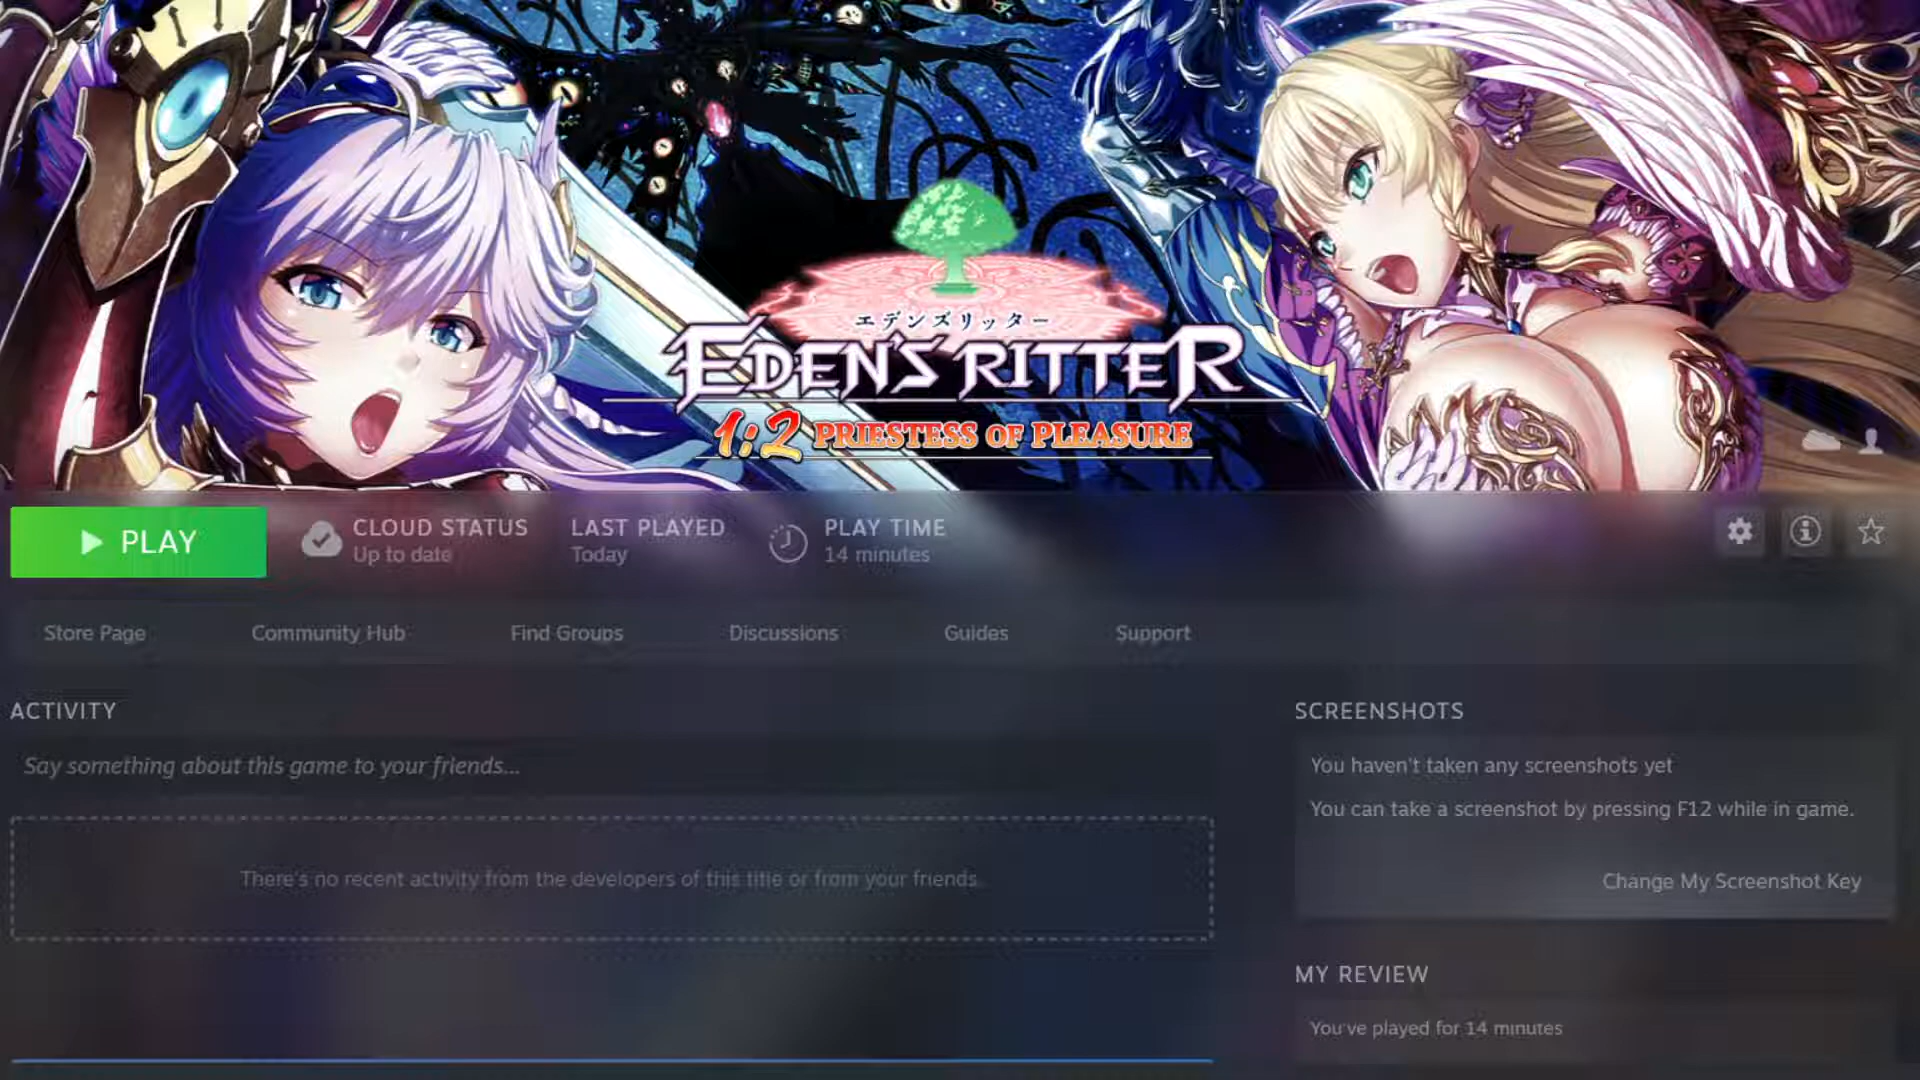 エデンズリッター
EDEN'S RITTER
1:2 PRIESTESS OF PLEASURE
PLAY
CLOUD STATUS
Up to date
LAST PLAYED
Today
PLAY TIME
14 minutes
Store Page
Community Hub
Find Groups
Discussions
Guides
Support
ACTIVITY
Say something about this game to your friends...
There's no recent activity from the developers of this title or from your friends.
SCREENSHOTS
You haven't taken any screenshots yet
You can take a screenshot by pressing F12 while in game.
Change My Screenshot Key
MY REVIEW
You've played for 14 minutes